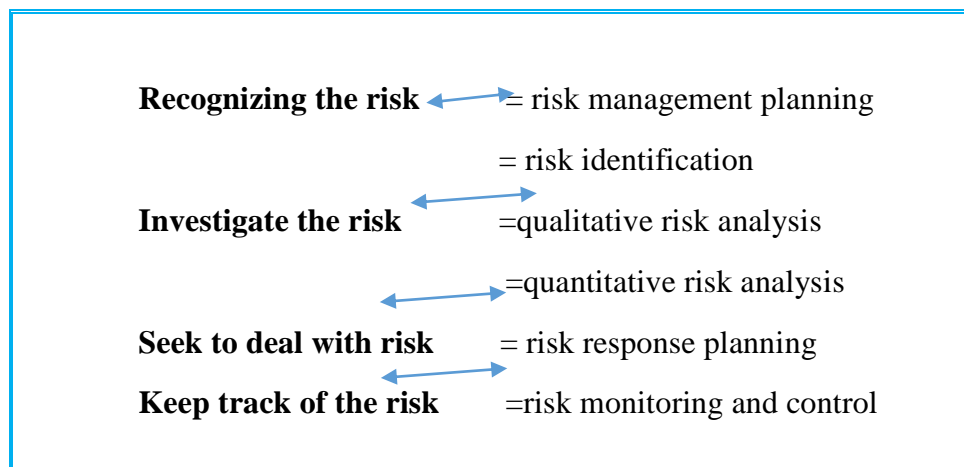 Recognizing the risk = risk management planning
= risk identification
Investigate the risk =qualitative risk analysis
=quantitative risk analysis
Seek to deal with risk = risk response planning
Keep track of the risk =risk monitoring and control